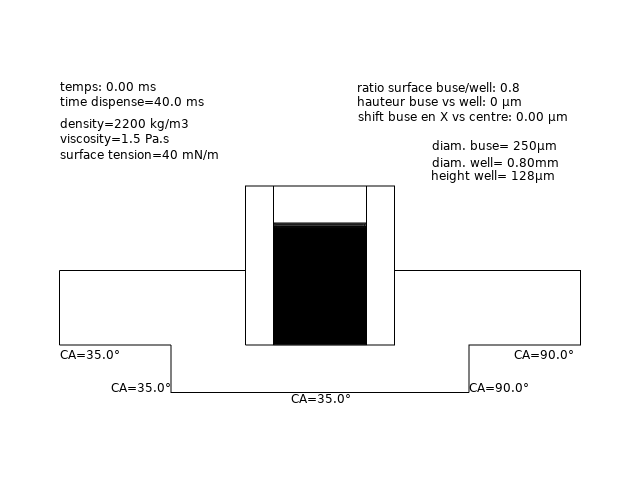 temps: 0.00 ms
time dispense=40.0 ms
density=2200 kg/m3
viscosity=1.5 Pa.s
surface tension=40 mN/m
ratio surface buse/well: 0.8
hauteur buse vs well: 0 µm
shift buse en X vs centre: 0.00 µm
diam. buse= 250µm
diam. well= 0.80mm
height well= 128µm
CA=35.0°
CA=90.0°
CA=35.0°
CA=90.0°
CA=35.0°